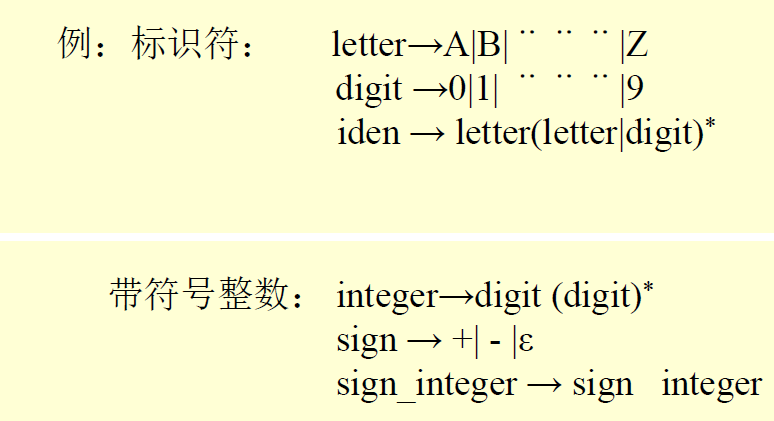 例：标识符： letter→A|B| ¨ ¨ ¨ |Z
digit →0|1| ¨ ¨ ¨ |9
iden → letter(letter|digit)*
带符号整数： integer→digit (digit)*
sign → +| - |ε
sign_integer → sign integer